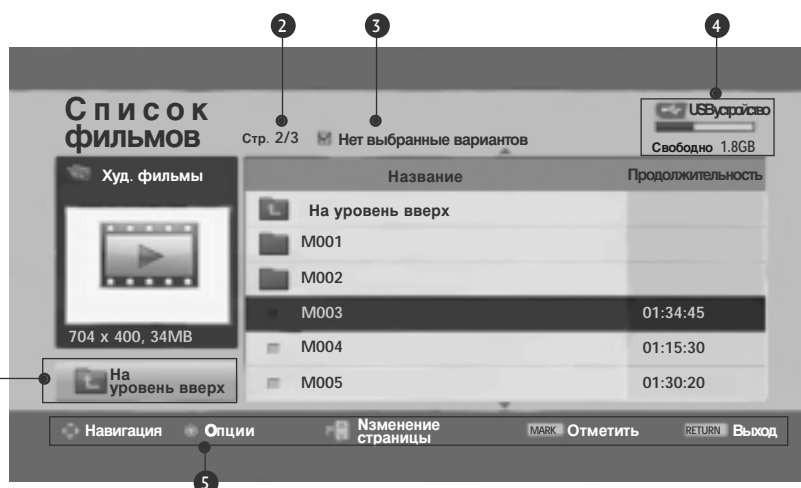 2 3 4
Список
фильмов
Стр. 2/3 Нет выбранные вариантов
USBустройство
Свободно 1.8GB
Худ. фильмы
Название Продолжительность
На уровень вверх
M001
M002
M003 01:34:45
704 x 400, 34MB
M004 01:15:30
На
уровень вверх
M005 01:30:20
Навигация Опции Nзменение
страницы
MARK Отметить RETURN Выход
5